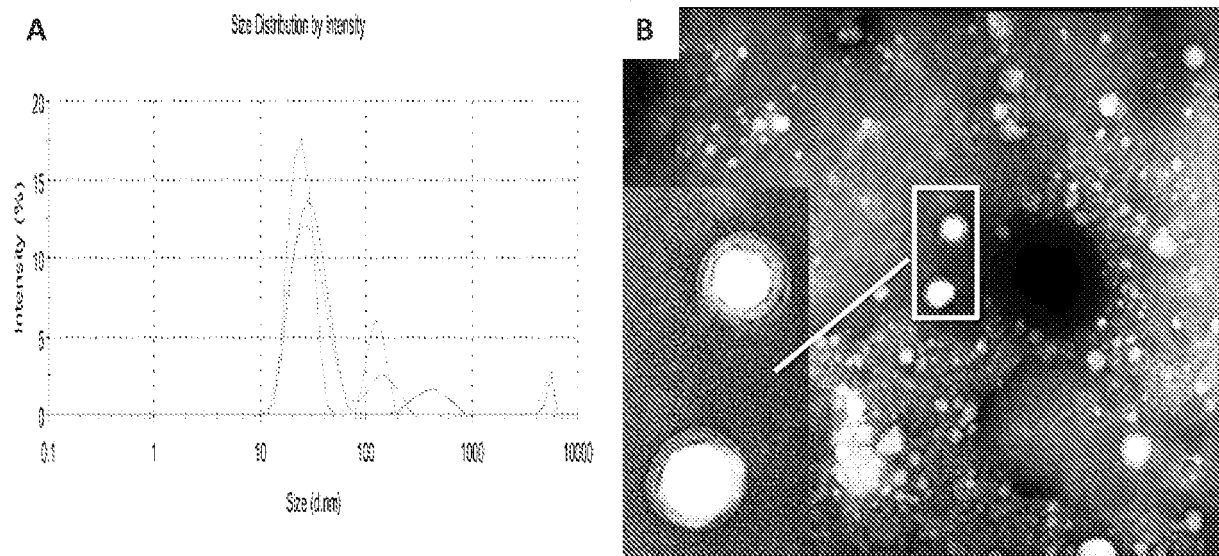 A
Size Distribution by Intensity
20
15
10
5
0
Intensity (%)
0.1 1 10 100 1000 10000
Size (d.nm)
B